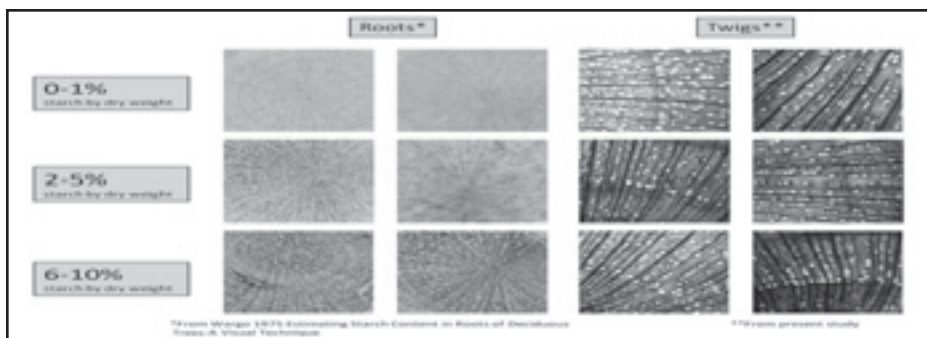 Roots* Twigs**
0-1%
starch by dry weight
2-5%
starch by dry weight
6-10%
starch by dry weight
*From Wargo 1975 Estimating Starch Content in Roots of Deciduous
Trees-A Visual Technique
**From present study